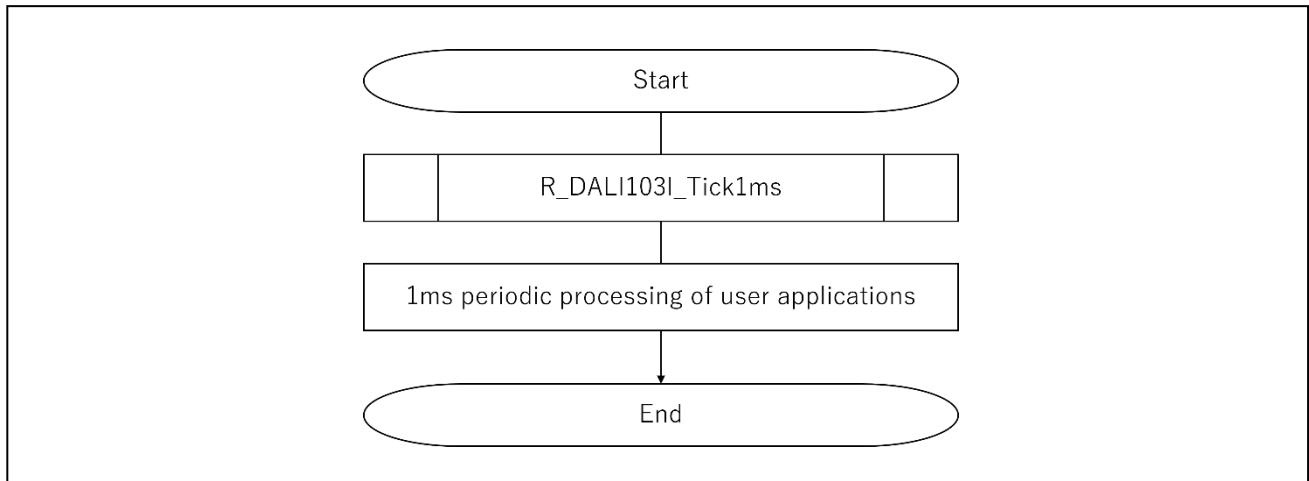 Start
R_DALI103I_Tick1ms
1ms periodic processing of user applications
End